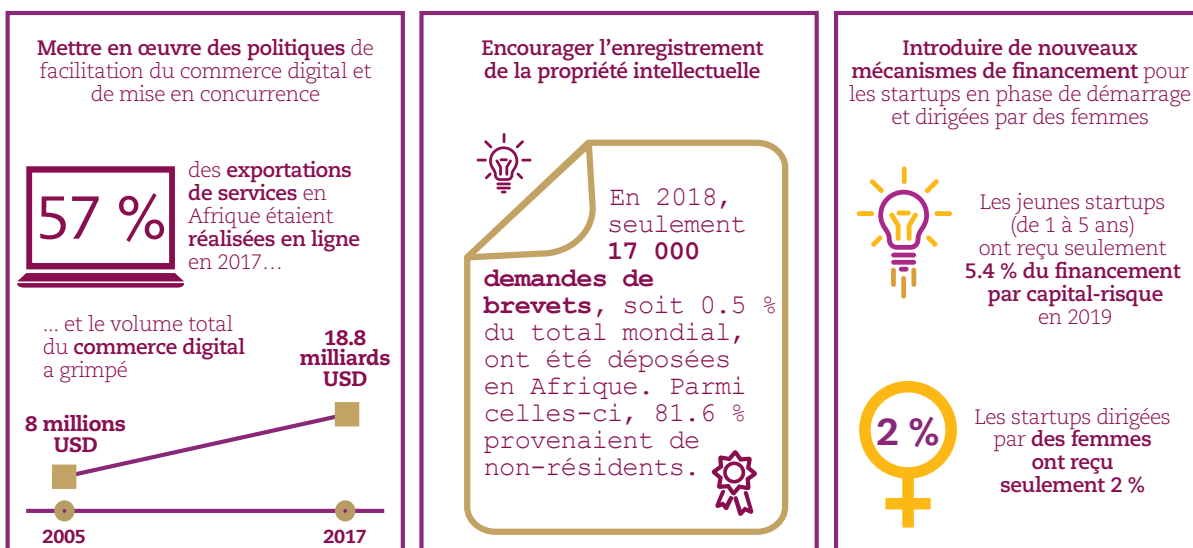 Mettre en œuvre des politiques de
facilitation du commerce digital et
de mise en concurrence
57 %
des exportations
de services en
Afrique étaient
réalisées en ligne
en 2017…
... et le volume total
du commerce digital
a grimpé
8 millions
USD
18.8
milliards
USD
2005
2017
Encourager l’enregistrement
de la propriété intellectuelle
En 2018,
seulement
17 000
demandes de
brevets, soit 0.5 %
du total mondial,
ont été déposées
en Afrique. Parmi
celles-ci, 81.6 %
provenaient de
non-résidents.
Introduire de nouveaux
mécanismes de financement pour
les startups en phase de démarrage
et dirigées par des femmes
Les jeunes startups
(de 1 à 5 ans)
ont reçu seulement
5.4 % du financement
par capital-risque
en 2019
2 %
Les startups dirigées
par des femmes
ont reçu
seulement 2 %